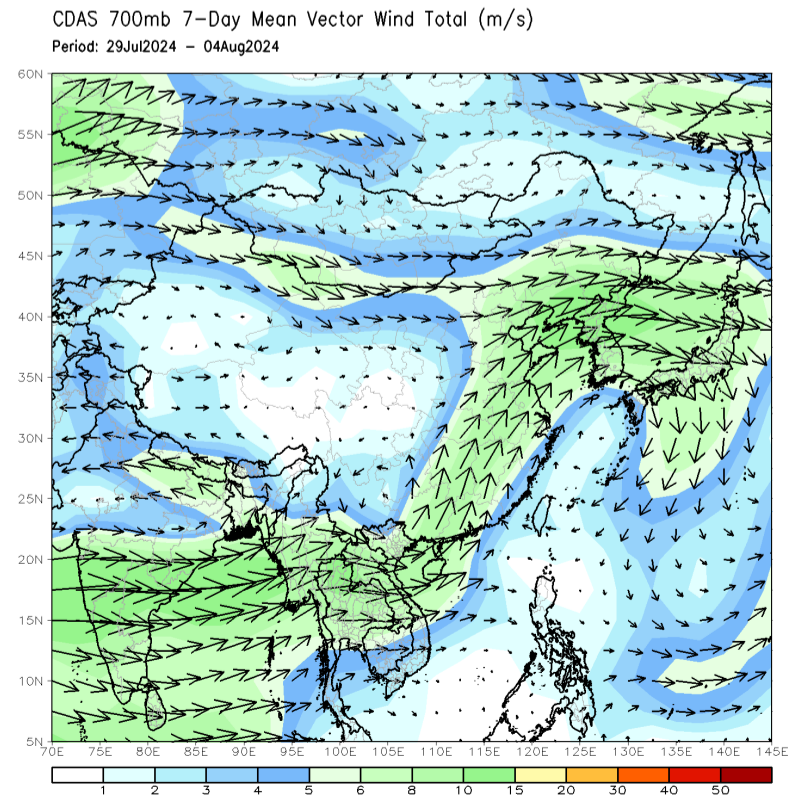 CDAS 700mb 7-Day Mean Vector Wind Total (m/s)
Period: 29Jul2024 - 04Aug2024
60N
55N
50N
45N
40N
35N
30N
25N
20N
15N
10N
5N
70E 75E 80E 85E 90E 95E 100E 105E 110E 115E 120E 125E 130E 135E 140E 145E
1 2 3 4 5 6 8 10 15 20 30 40 50